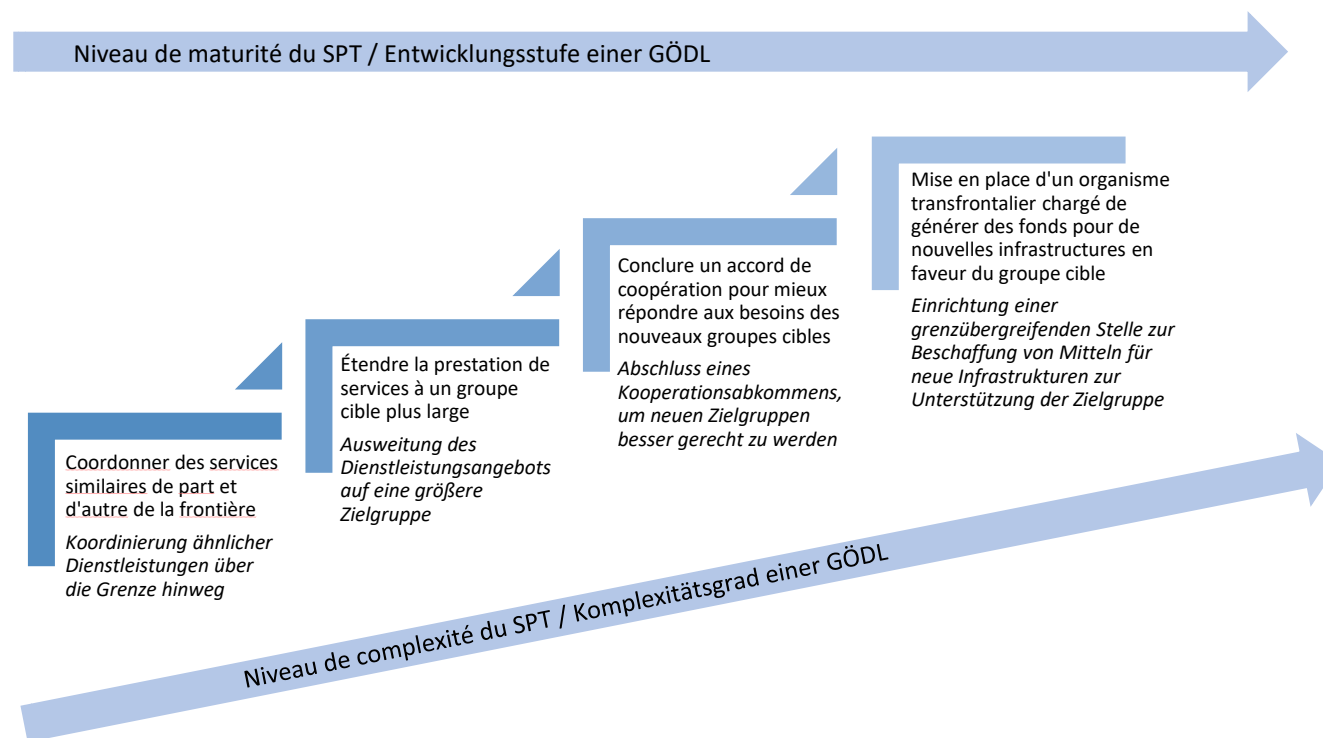 Niveau de maturité du SPT / Entwicklungsstufe einer GÖDL
Coordonner des services
similaires de part et
d'autre de la frontière
Koordinierung ähnlicher
Dienstleistungen über
die Grenze hinweg
Étendre la prestation de
services à un groupe
cible plus large
Ausweitung des
Dienstleistungsangebots
auf eine größere
Zielgruppe
Conclure un accord de
coopération pour mieux
répondre aux besoins des
nouveaux groupes cibles
Abschluss eines
Kooperationsabkommens,
um neuen Zielgruppen
besser gerecht zu werden
Mise en place d'un organisme
transfrontalier chargé de
générer des fonds pour de
nouvelles infrastructures en
faveur du groupe cible
Einrichtung einer
grenzübergreifenden Stelle zur
Beschaffung von Mitteln für
neue Infrastrukturen zur
Unterstützung der Zielgruppe
Niveau de complexité du SPT / Komplexitätsgrad einer GÖDL